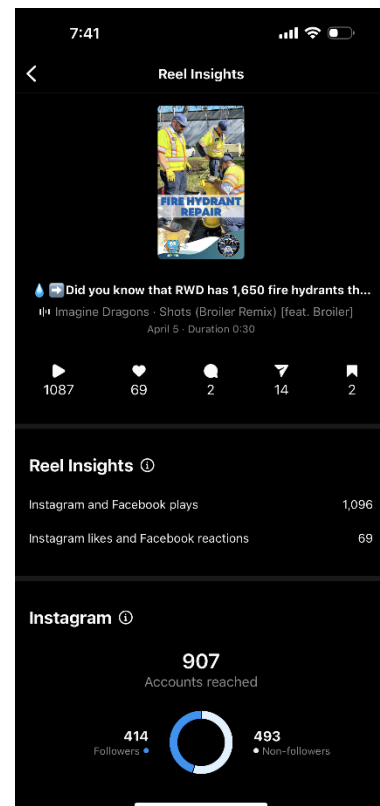 7:41
Reel Insights
FIRE HYDRANT
REPAIR
💧➡️Did you know that RWD has 1,650 fire hydrants th...
Imagine Dragons · Shots (Broiler Remix) [feat. Broiler]
April 5 · Duration 0:30
1087 69 2 14 2
Reel Insights
Instagram and Facebook plays 1,096
Instagram likes and Facebook reactions 69
Instagram
907
Accounts reached
414 493
Followers Non-followers